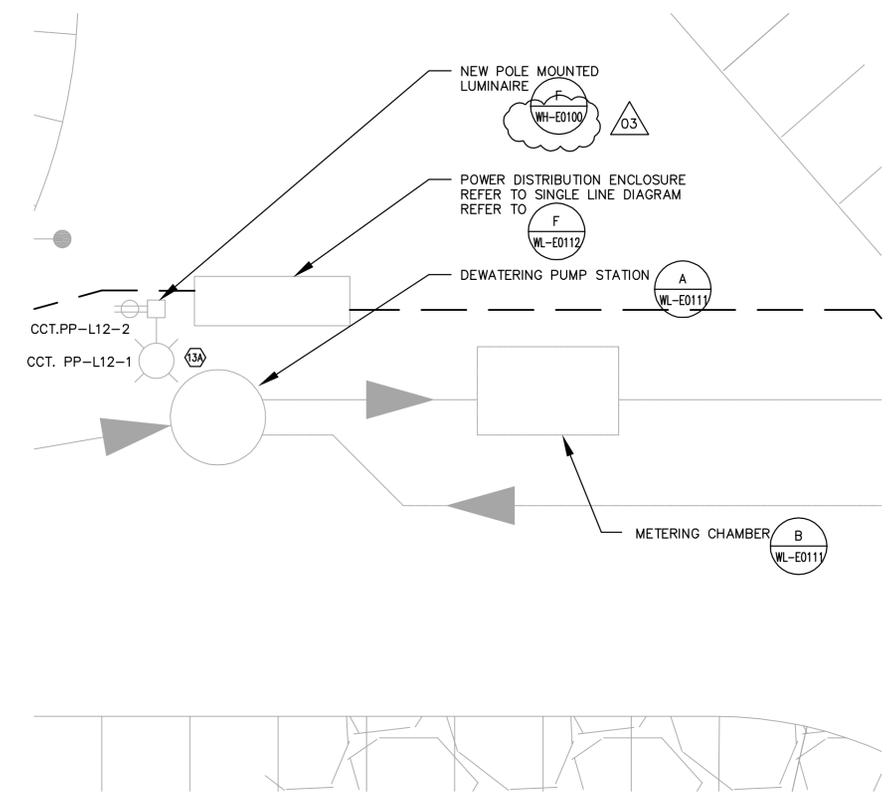 NEW POLE MOUNTED
LUMINAIRE
F
WH-E0100
03
POWER DISTRIBUTION ENCLOSURE
REFER TO SINGLE LINE DIAGRAM
REFER TO
F
WL-E0112
DEWATERING PUMP STATION
A
WL-E0111
CCT.PP-L12-2
CCT. PP-L12-1
13A
METERING CHAMBER
B
WL-E0111